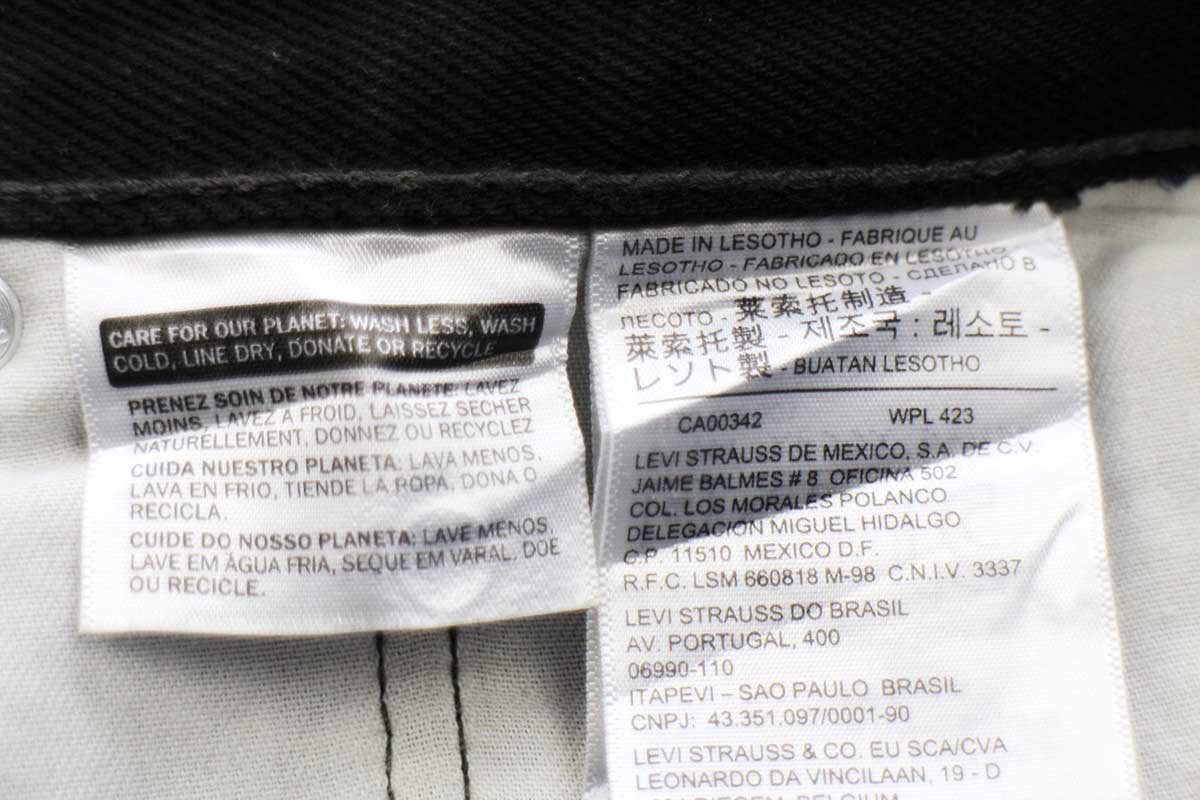 CARE FOR OUR PLANET: WASH LESS, WASH
COLD, LINE DRY, DONATE OR RECYCLE
PRENEZ SOIN DE NOTRE PLANETE: LAVEZ
MOINS, LAVEZ À FROID, LAISSEZ SECHER
NATURELLEMENT, DONNEZ OU RECYCLEZ
CUIDA NUESTRO PLANETA: LAVA MENOS,
LAVA EN FRIO, TIENDE LA ROPA, DONA O
RECICLA.
CUIDE DO NOSSO PLANETA: LAVE MENOS,
LAVE EM ÁGUA FRIA, SEQUE EM VARAL, DOE
OU RECICLE.
MADE IN LESOTHO - FABRIQUE AU
LESOTHO - FABRICADO EN LESOTHO
FABRICADO NO LESOTO - СДЕЛАНО В
ЛЕСОТО - 莱索托制造 -
萊索托製 - 제조국 : 레소토 -
レソト製 - BUATAN LESOTHO
CA00342 WPL 423
LEVI STRAUSS DE MEXICO, S.A. DE C.V.
JAIME BALMES # 8 OFICINA 502
COL. LOS MORALES POLANCO
DELEGACION MIGUEL HIDALGO
C.P. 11510 MEXICO D.F.
R.F.C. LSM 660818 M-98 C.N.I.V. 3337
LEVI STRAUSS DO BRASIL
AV. PORTUGAL, 400
06990-110
ITAPEVI – SAO PAULO BRASIL
CNPJ: 43.351.097/0001-90
LEVI STRAUSS & CO. EU SCA/CVA
LEONARDO DA VINCILAAN, 19 - D
DIEGEM, BELGIUM